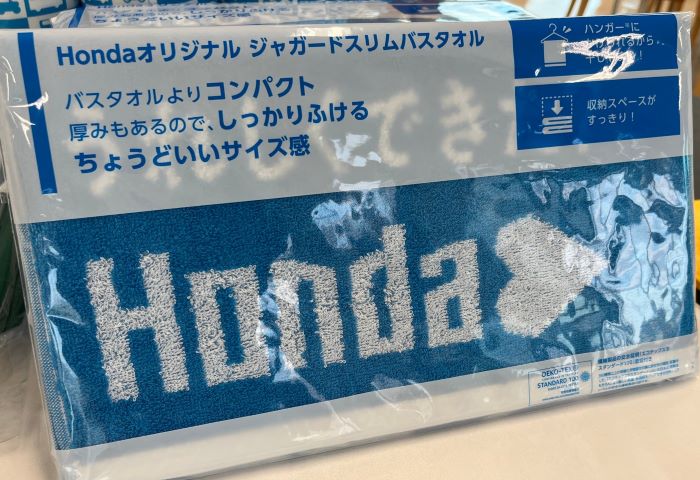 Hondaオリジナル ジャガードスリムバスタオル
バスタオルよりコンパクト
厚みもあるので、しっかりふける
ちょうどいいサイズ感
ハンガー※に
収納スペースが
すっきり！
Honda
STANDARD 100